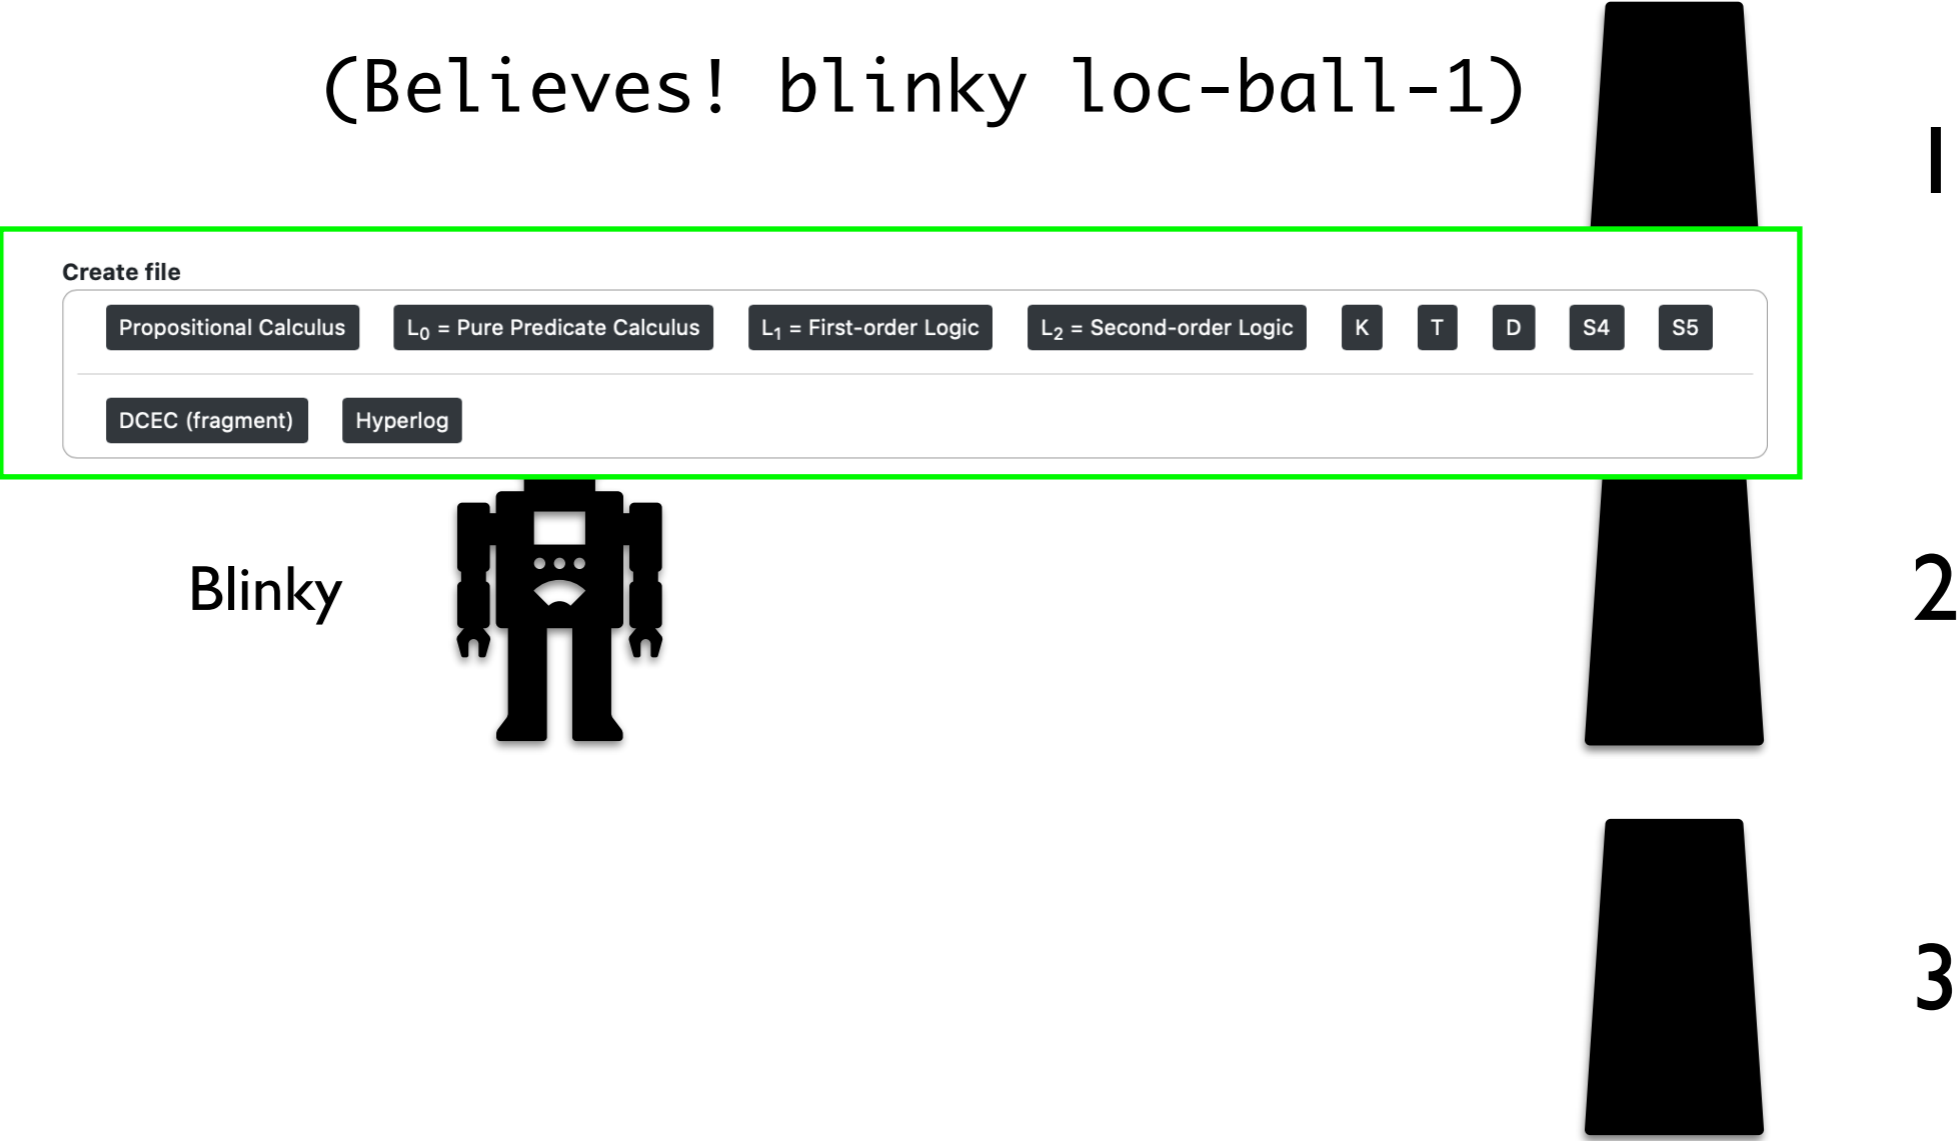 (Believes! blinky loc-ball-1)
1
Create file
Propositional Calculus L₀ = Pure Predicate Calculus L₁ = First-order Logic L₂ = Second-order Logic K T D S4 S5
DCEC (fragment) Hyperlog
Blinky
2
3